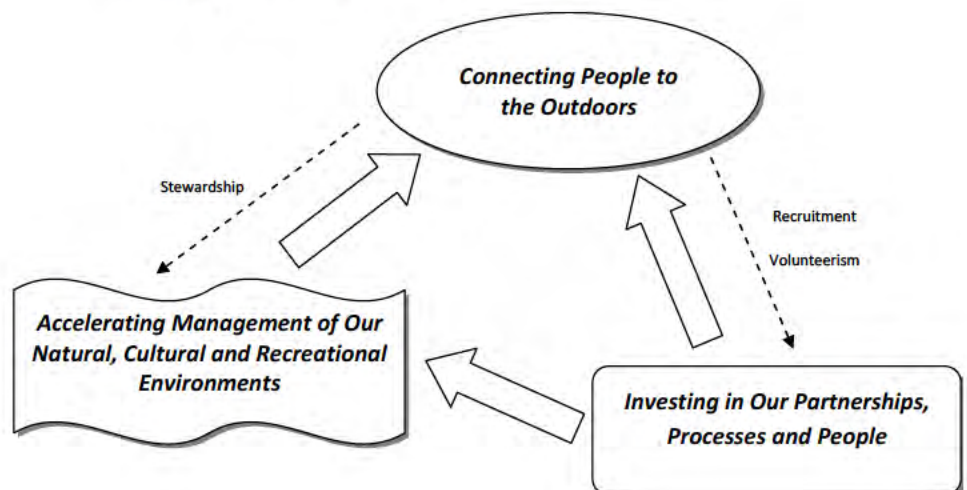 Connecting People to
the Outdoors
Stewardship
Recruitment
Volunteerism
Accelerating Management of Our
Natural, Cultural and Recreational
Environments
Investing in Our Partnerships,
Processes and People